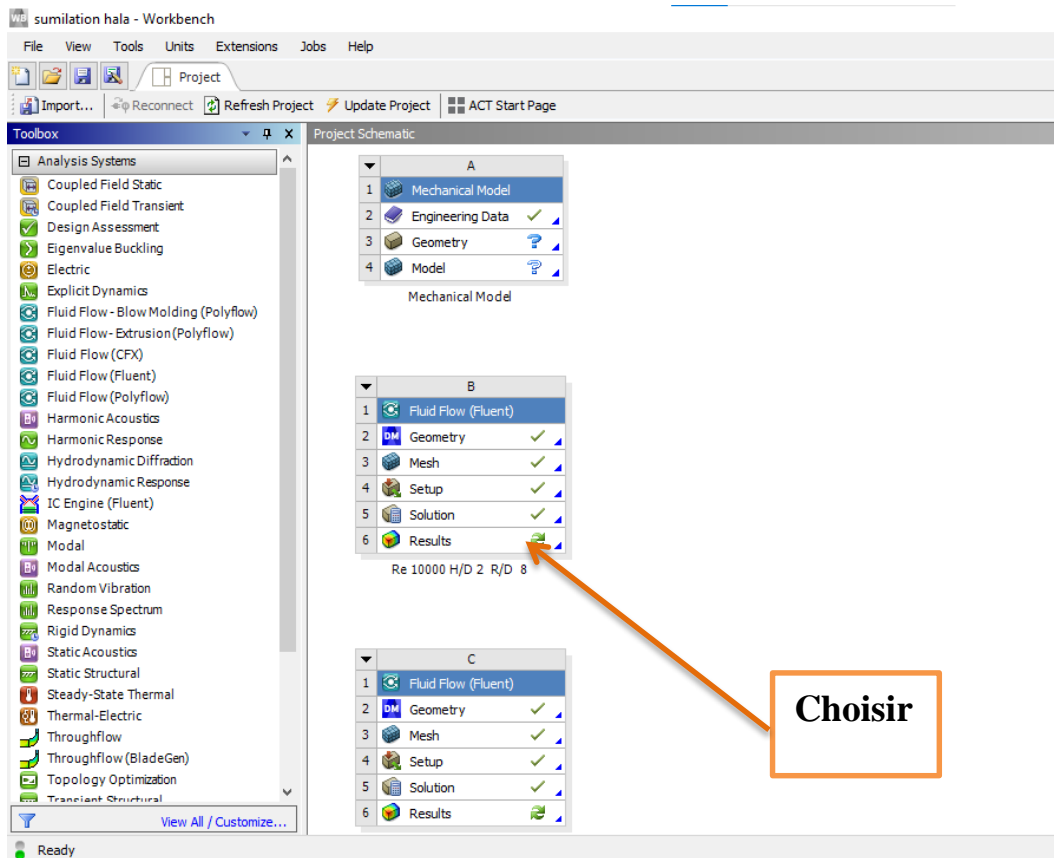 WB sumilation hala - Workbench
File View Tools Units Extensions Jobs Help
Project
Import... Reconnect Refresh Project Update Project ACT Start Page
Toolbox
Analysis Systems
Coupled Field Static
Coupled Field Transient
Design Assessment
Eigenvalue Buckling
Electric
Explicit Dynamics
Fluid Flow - Blow Molding (Polyflow)
Fluid Flow - Extrusion (Polyflow)
Fluid Flow (CFX)
Fluid Flow (Fluent)
Fluid Flow (Polyflow)
Harmonic Acoustics
Harmonic Response
Hydrodynamic Diffraction
Hydrodynamic Response
IC Engine (Fluent)
Magnetostatic
Modal
Modal Acoustics
Random Vibration
Response Spectrum
Rigid Dynamics
Static Acoustics
Static Structural
Steady-State Thermal
Thermal-Electric
Throughflow
Throughflow (BladeGen)
Topology Optimization
Transient Structural
View All / Customize...
Project Schematic
A
1 Mechanical Model
2 Engineering Data
3 Geometry ?
4 Model ?
Mechanical Model
B
1 Fluid Flow (Fluent)
2 DM Geometry
3 Mesh
4 Setup
5 Solution
6 Results
Re 10000 H/D 2 R/D 8
C
1 Fluid Flow (Fluent)
2 DM Geometry
3 Mesh
4 Setup
5 Solution
6 Results
Choisir
Ready